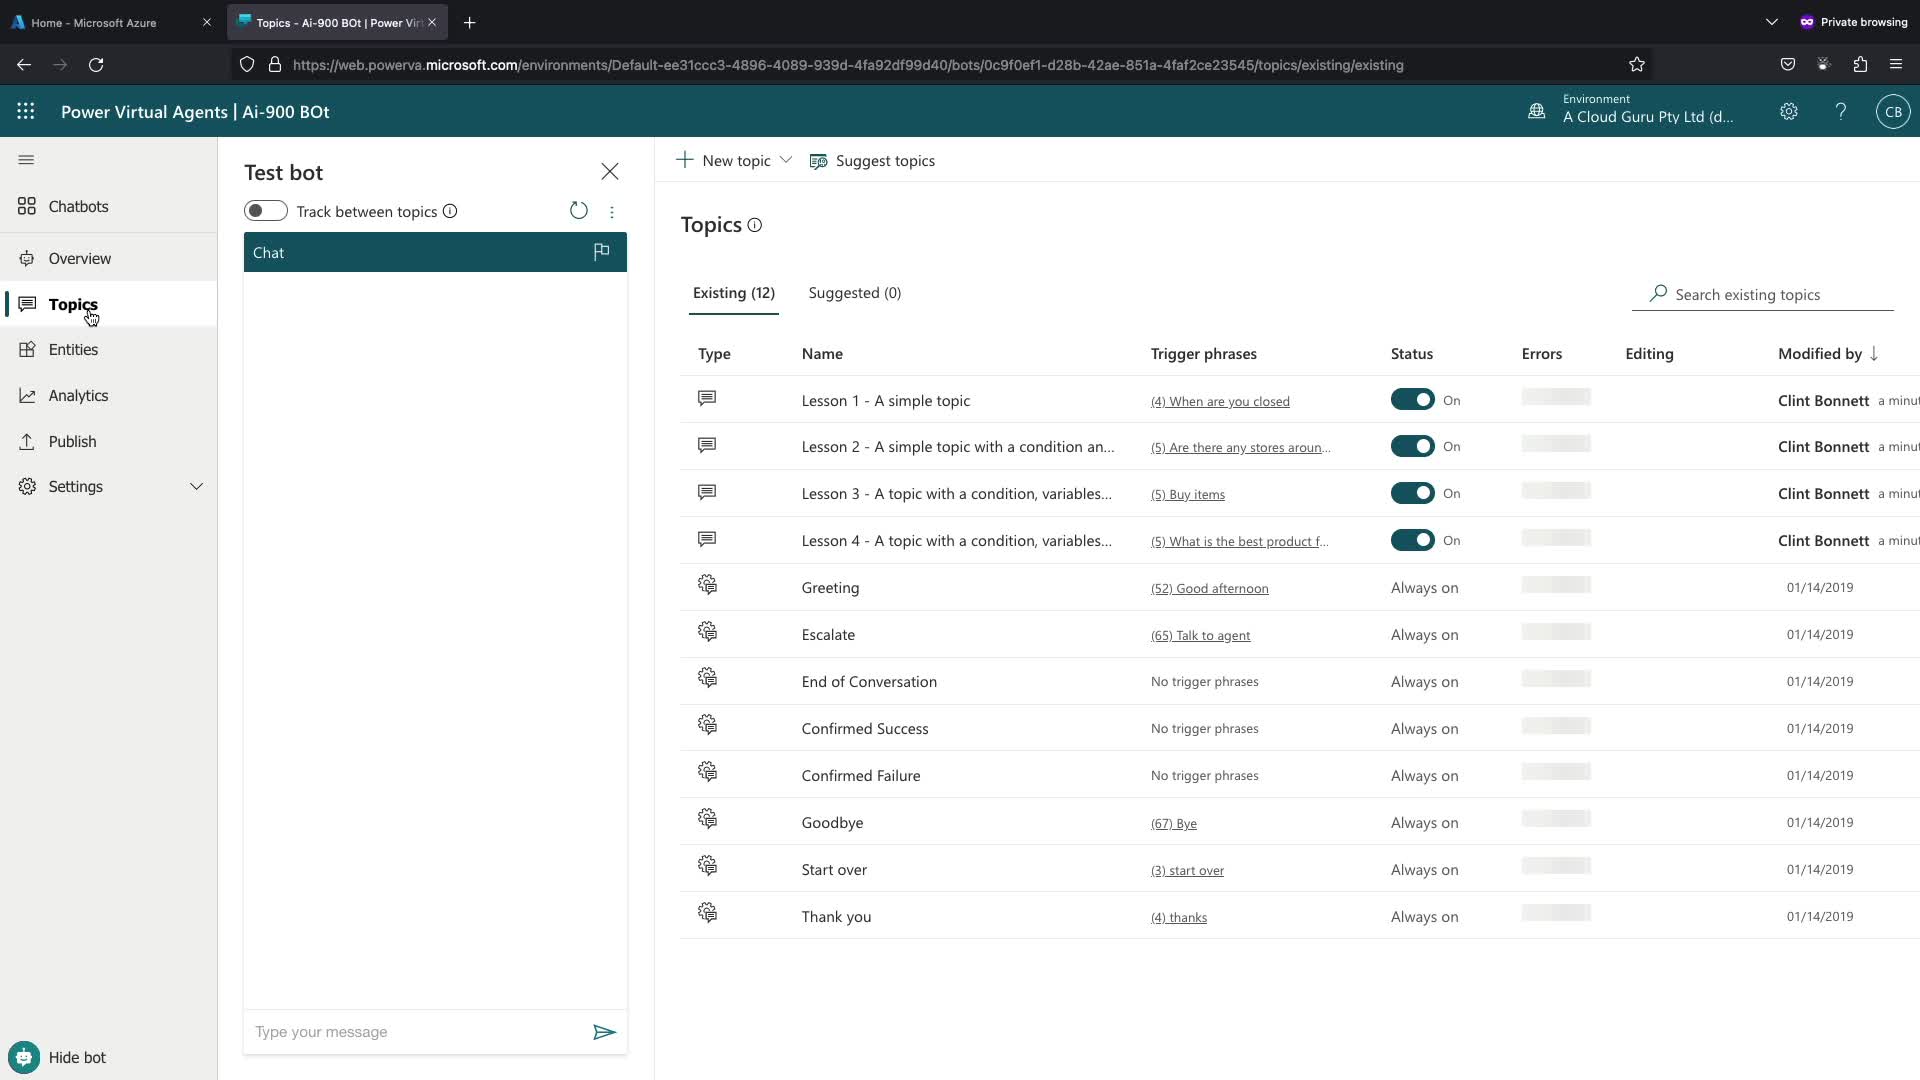 Home - Microsoft Azure
Topics - Ai-900 BOt | Power Virt
Private browsing
https://web.powerva.microsoft.com/environments/Default-ee31ccc3-4896-4089-939d-4fa92df99d40/bots/0c9f0ef1-d28b-42ae-851a-4faf2ce23545/topics/existing/existing
Power Virtual Agents | Ai-900 BOt
Environment
A Cloud Guru Pty Ltd (d...
CB
Chatbots
Overview
Topics
Entities
Analytics
Publish
Settings
Hide bot
Test bot
Track between topics
Chat
Type your message
New topic
Suggest topics
Topics
Existing (12)
Suggested (0)
Search existing topics
Type Name Trigger phrases Status Errors Editing Modified by
Lesson 1 - A simple topic (4) When are you closed On Clint Bonnett a minut
Lesson 2 - A simple topic with a condition an... (5) Are there any stores aroun... On Clint Bonnett a minut
Lesson 3 - A topic with a condition, variables... (5) Buy items On Clint Bonnett a minut
Lesson 4 - A topic with a condition, variables... (5) What is the best product f... On Clint Bonnett a minut
Greeting (52) Good afternoon Always on 01/14/2019
Escalate (65) Talk to agent Always on 01/14/2019
End of Conversation No trigger phrases Always on 01/14/2019
Confirmed Success No trigger phrases Always on 01/14/2019
Confirmed Failure No trigger phrases Always on 01/14/2019
Goodbye (67) Bye Always on 01/14/2019
Start over (3) start over Always on 01/14/2019
Thank you (4) thanks Always on 01/14/2019